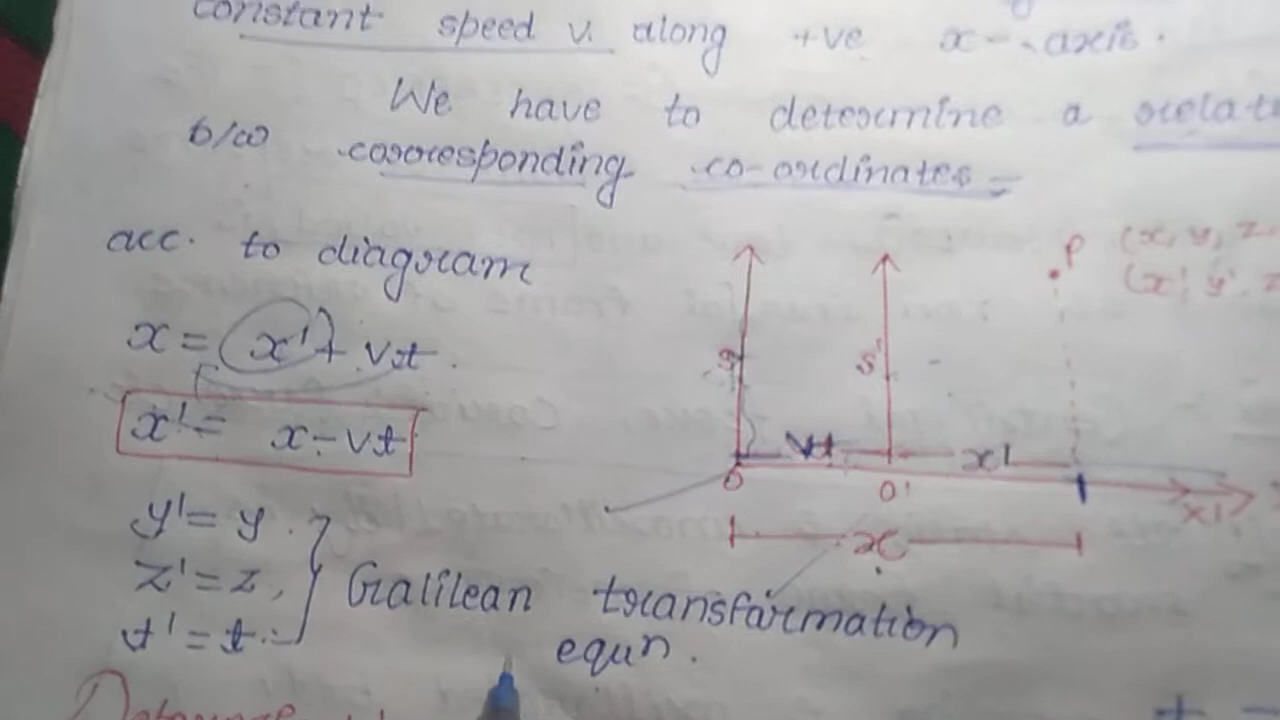 constant speed v. along +ve x-axis.
We have to determine a
b/w corresponding co-ordinates =
acc. to diagram
x = x' + vt.
x' = x - vt
y' = y.
z' = z,
t' = t.
Galilean transformation
equn.
P (x, y, z
(x', y', z
S
S'
vt
x'
O
O'
x'
x